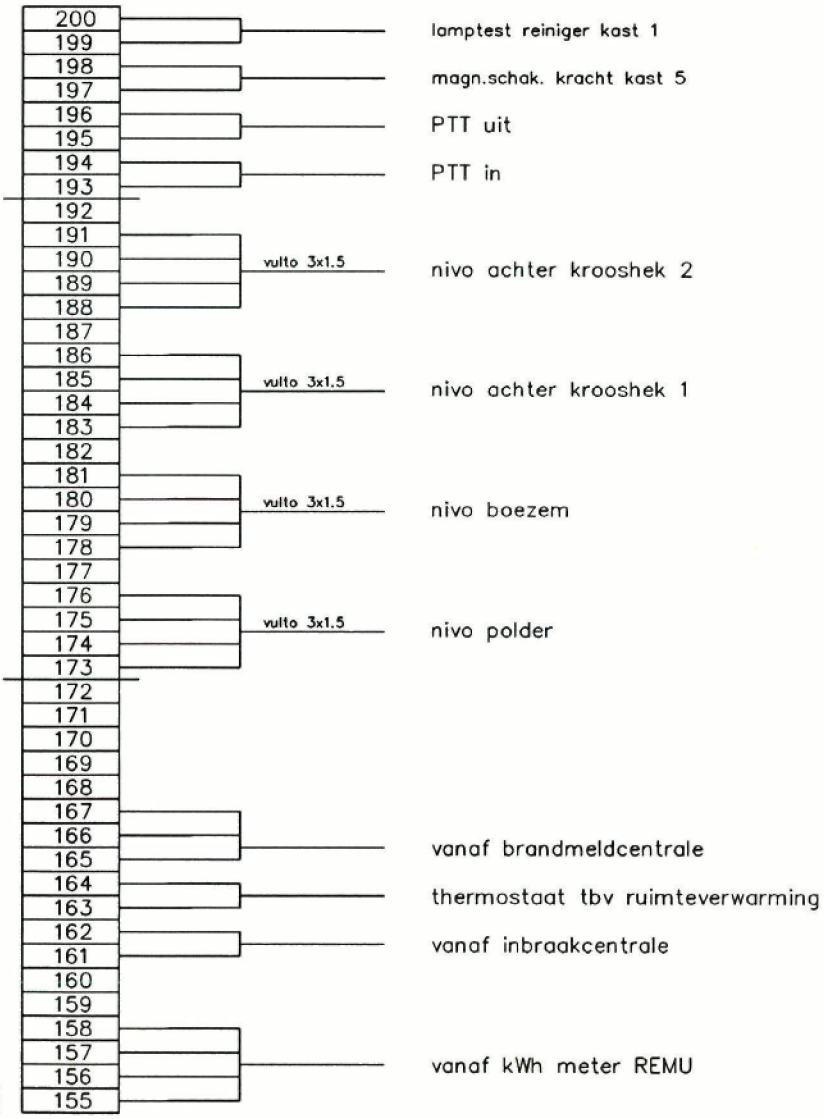 200 lamptest reiniger kast 1
199
198 magn.schak. kracht kast 5
197
196 PTT uit
195
194 PTT in
193
192
191
190 vulto 3x1.5 nivo achter krooshek 2
189
188
187
186
185 vulto 3x1.5 nivo achter krooshek 1
184
183
182
181
180 vulto 3x1.5 nivo boezem
179
178
177
176
175 vulto 3x1.5 nivo polder
174
173
172
171
170
169
168
167
166
165 vanaf brandmeldcentrale
164
163 thermostaat tbv ruimteverwarming
162
161 vanaf inbraakcentrale
160
159
158
157
156 vanaf kWh meter REMU
155